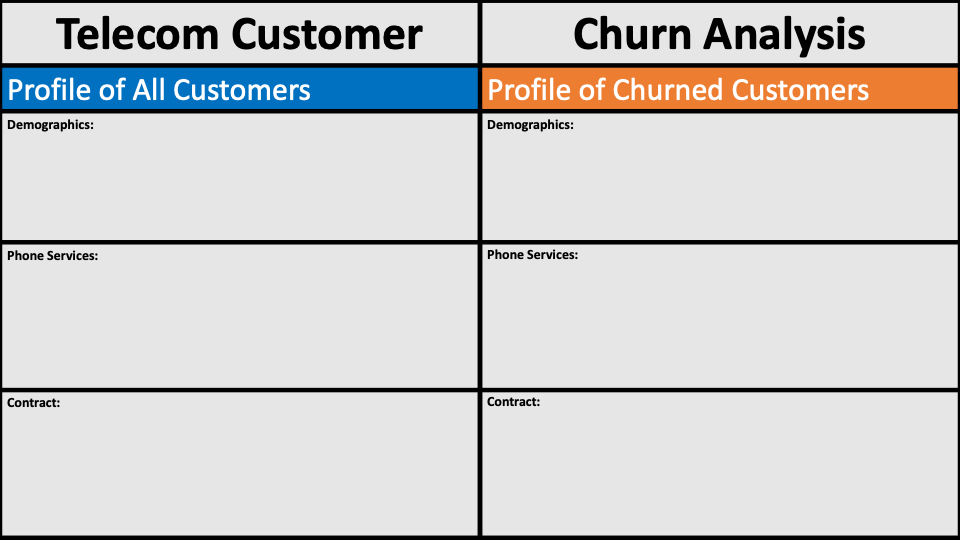 Telecom Customer
Churn Analysis
Profile of All Customers
Profile of Churned Customers
Demographics:
Demographics:
Phone Services:
Phone Services:
Contract:
Contract: